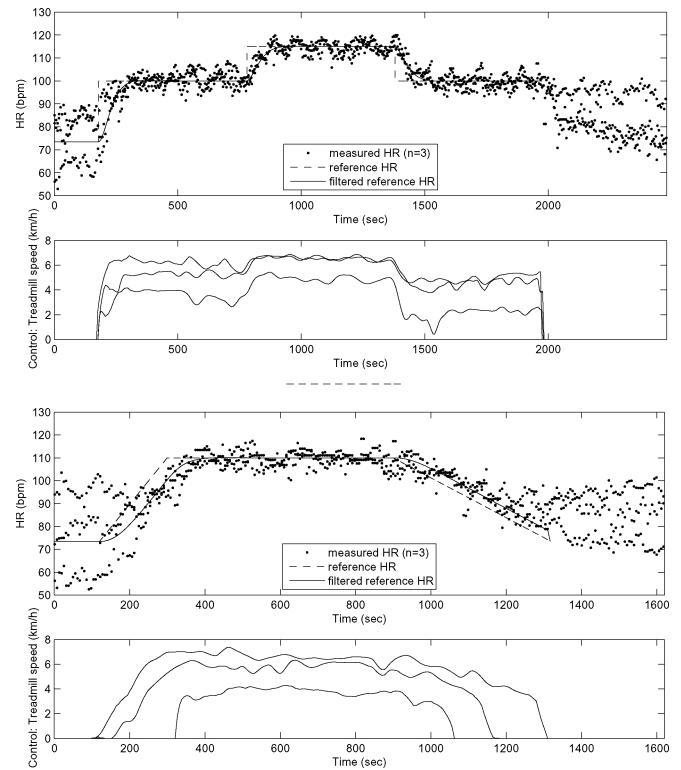 130
120
110
100
90
80
70
60
50
HR (bpm)
measured HR (n=3)
reference HR
filtered reference HR
0 500 1000 1500 2000
Time (sec)
Control: Treadmill speed (km/h)
8
6
4
2
0
0 500 1000 1500 2000
Time (sec)
130
120
110
100
90
80
70
60
50
HR (bpm)
measured HR (n=3)
reference HR
filtered reference HR
0 200 400 600 800 1000 1200 1400 1600
Time (sec)
Control: Treadmill speed (km/h)
8
6
4
2
0
0 200 400 600 800 1000 1200 1400 1600
Time (sec)